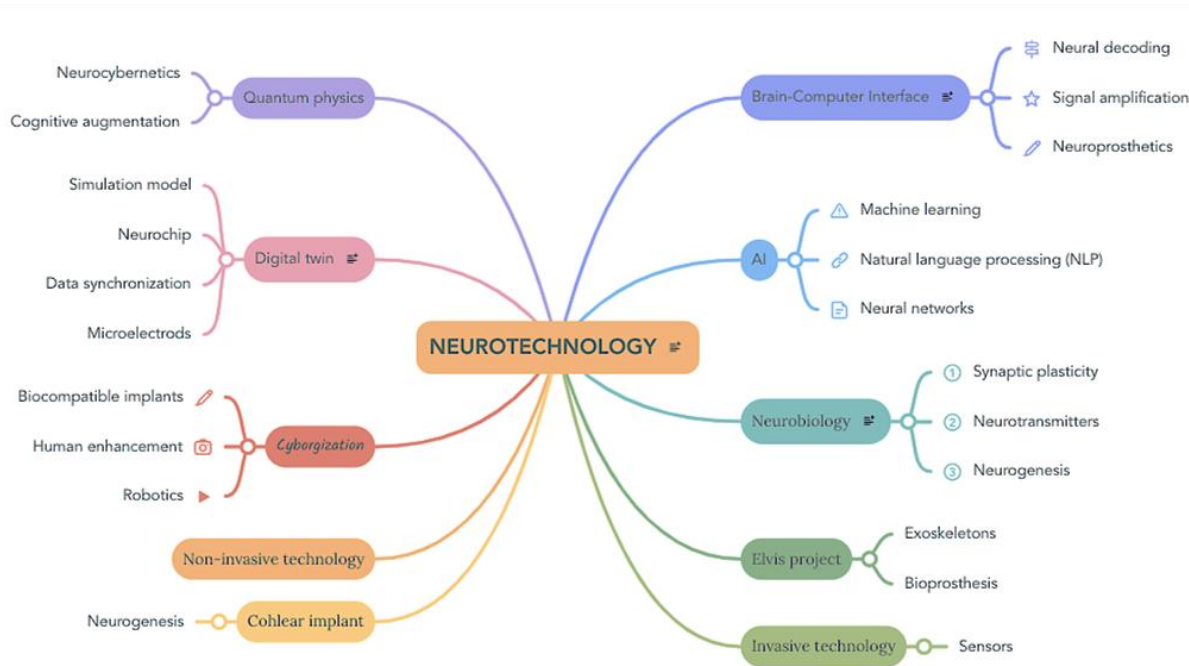 NEUROTECHNOLOGY
Quantum physics
Neurocybernetics
Cognitive augmentation
Digital twin
Simulation model
Neurochip
Data synchronization
Microelectrods
Cyborgization
Biocompatible implants
Human enhancement
Robotics
Non-invasive technology
Cohlear implant
Neurogenesis
Brain-Computer Interface
Neural decoding
Signal amplification
Neuroprosthetics
AI
Machine learning
Natural language processing (NLP)
Neural networks
Neurobiology
1 Synaptic plasticity
2 Neurotransmitters
3 Neurogenesis
Elvis project
Exoskeletons
Bioprosthesis
Invasive technology
Sensors